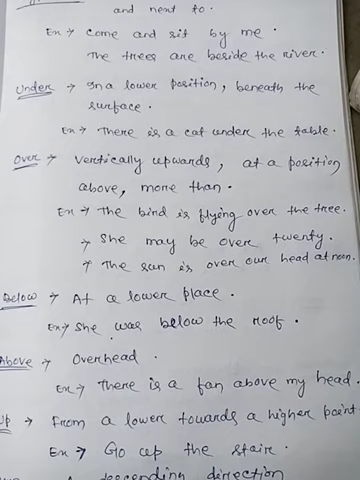 and next to.
Ex → Come and sit by me.
The trees are beside the river.
Under → In a lower position, beneath the
surface.
Ex → There is a cat under the table.
Over → Vertically upwards, at a position
above, more than.
Ex → The bird is flying over the tree.
→ She may be over twenty.
→ The sun is over our head at noon.
Below → At a lower place.
Ex → She was below the roof.
Above → Overhead.
Ex → There is a fan above my head.
Up → From a lower towards a higher point
Ex → Go up the stair.
descending direction